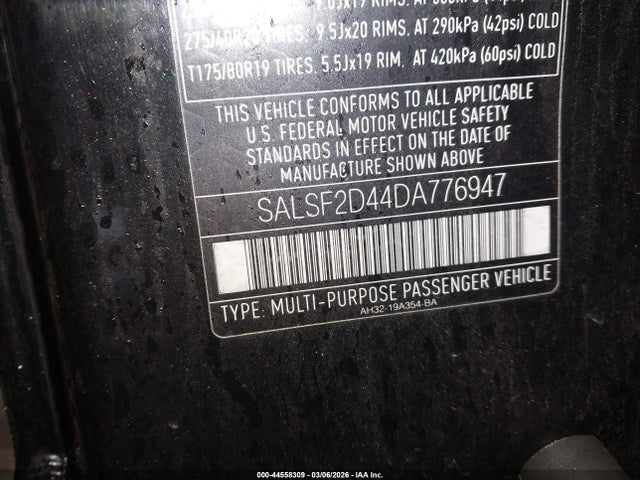 275/40R20 TIRES, 9.5Jx20 RIMS, AT 290kPa (42psi) COLD
T175/80R19 TIRES, 5.5Jx19 RIM, AT 420kPa (60psi) COLD
THIS VEHICLE CONFORMS TO ALL APPLICABLE
U.S. FEDERAL MOTOR VEHICLE SAFETY
STANDARDS IN EFFECT ON THE DATE OF
MANUFACTURE SHOWN ABOVE
SALSF2D44DA776947
TYPE: MULTI-PURPOSE PASSENGER VEHICLE
AH32-19A354-BA
000-44558309 | 03/06/2026 | IAA Inc.